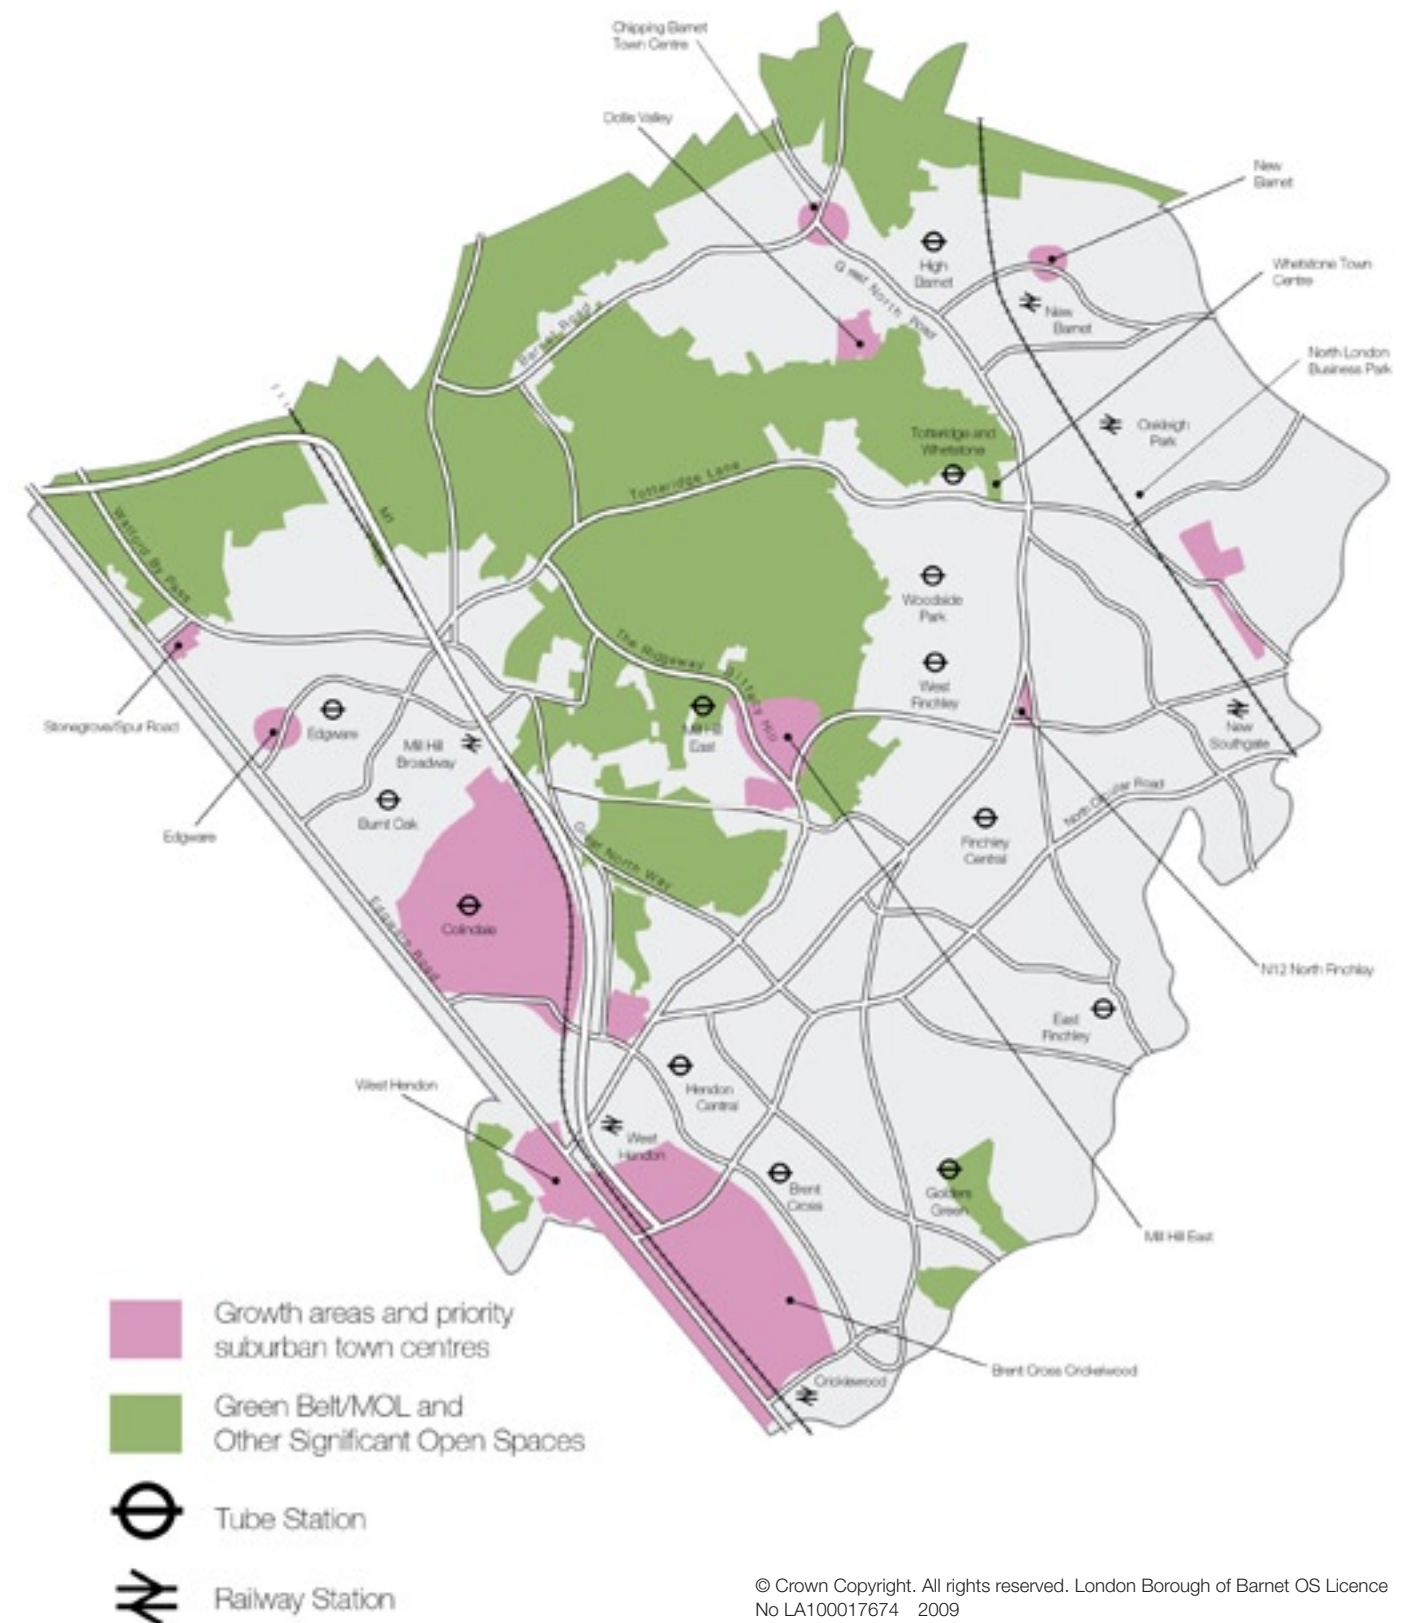 Chipping Barnet
Town Centre
Dollis Valley
New
Barnet
Whetstone Town
Centre
North London
Business Park
High
Barnet
Great North Road
New
Barnet
Barnet Road
Oakleigh
Park
Totteridge and
Whetstone
Totteridge Lane
M1
Watford By Pass
Woodside
Park
The Ridgeway
Bittacy Hill
West
Finchley
Stonegrove/Spur Road
Edgware
Mill Hill
Broadway
Mill Hill
East
New
Southgate
Edgware
Burnt Oak
North Circular Road
Finchley
Central
Great North Way
Colindale
Edgware Road
N12 North Finchley
East
Finchley
West Hendon
Hendon
Central
West
Hendon
Brent
Cross
Golders
Green
Mill Hill East
Brent Cross Cricklewood
Cricklewood
Growth areas and priority
suburban town centres
Green Belt/MOL and
Other Significant Open Spaces
Tube Station
Railway Station
© Crown Copyright. All rights reserved. London Borough of Barnet OS Licence
No LA100017674 2009